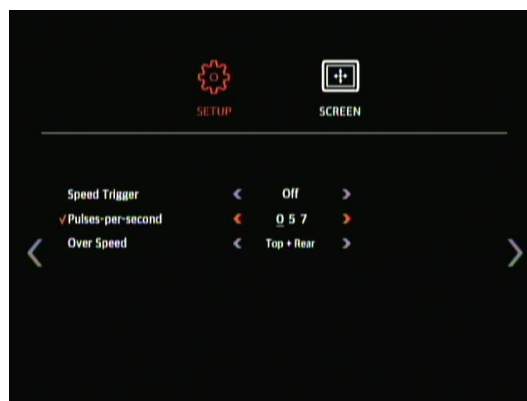 SETUP SCREEN
Speed Trigger Off
Pulses-per-second 0 5 7
Over Speed Top + Rear